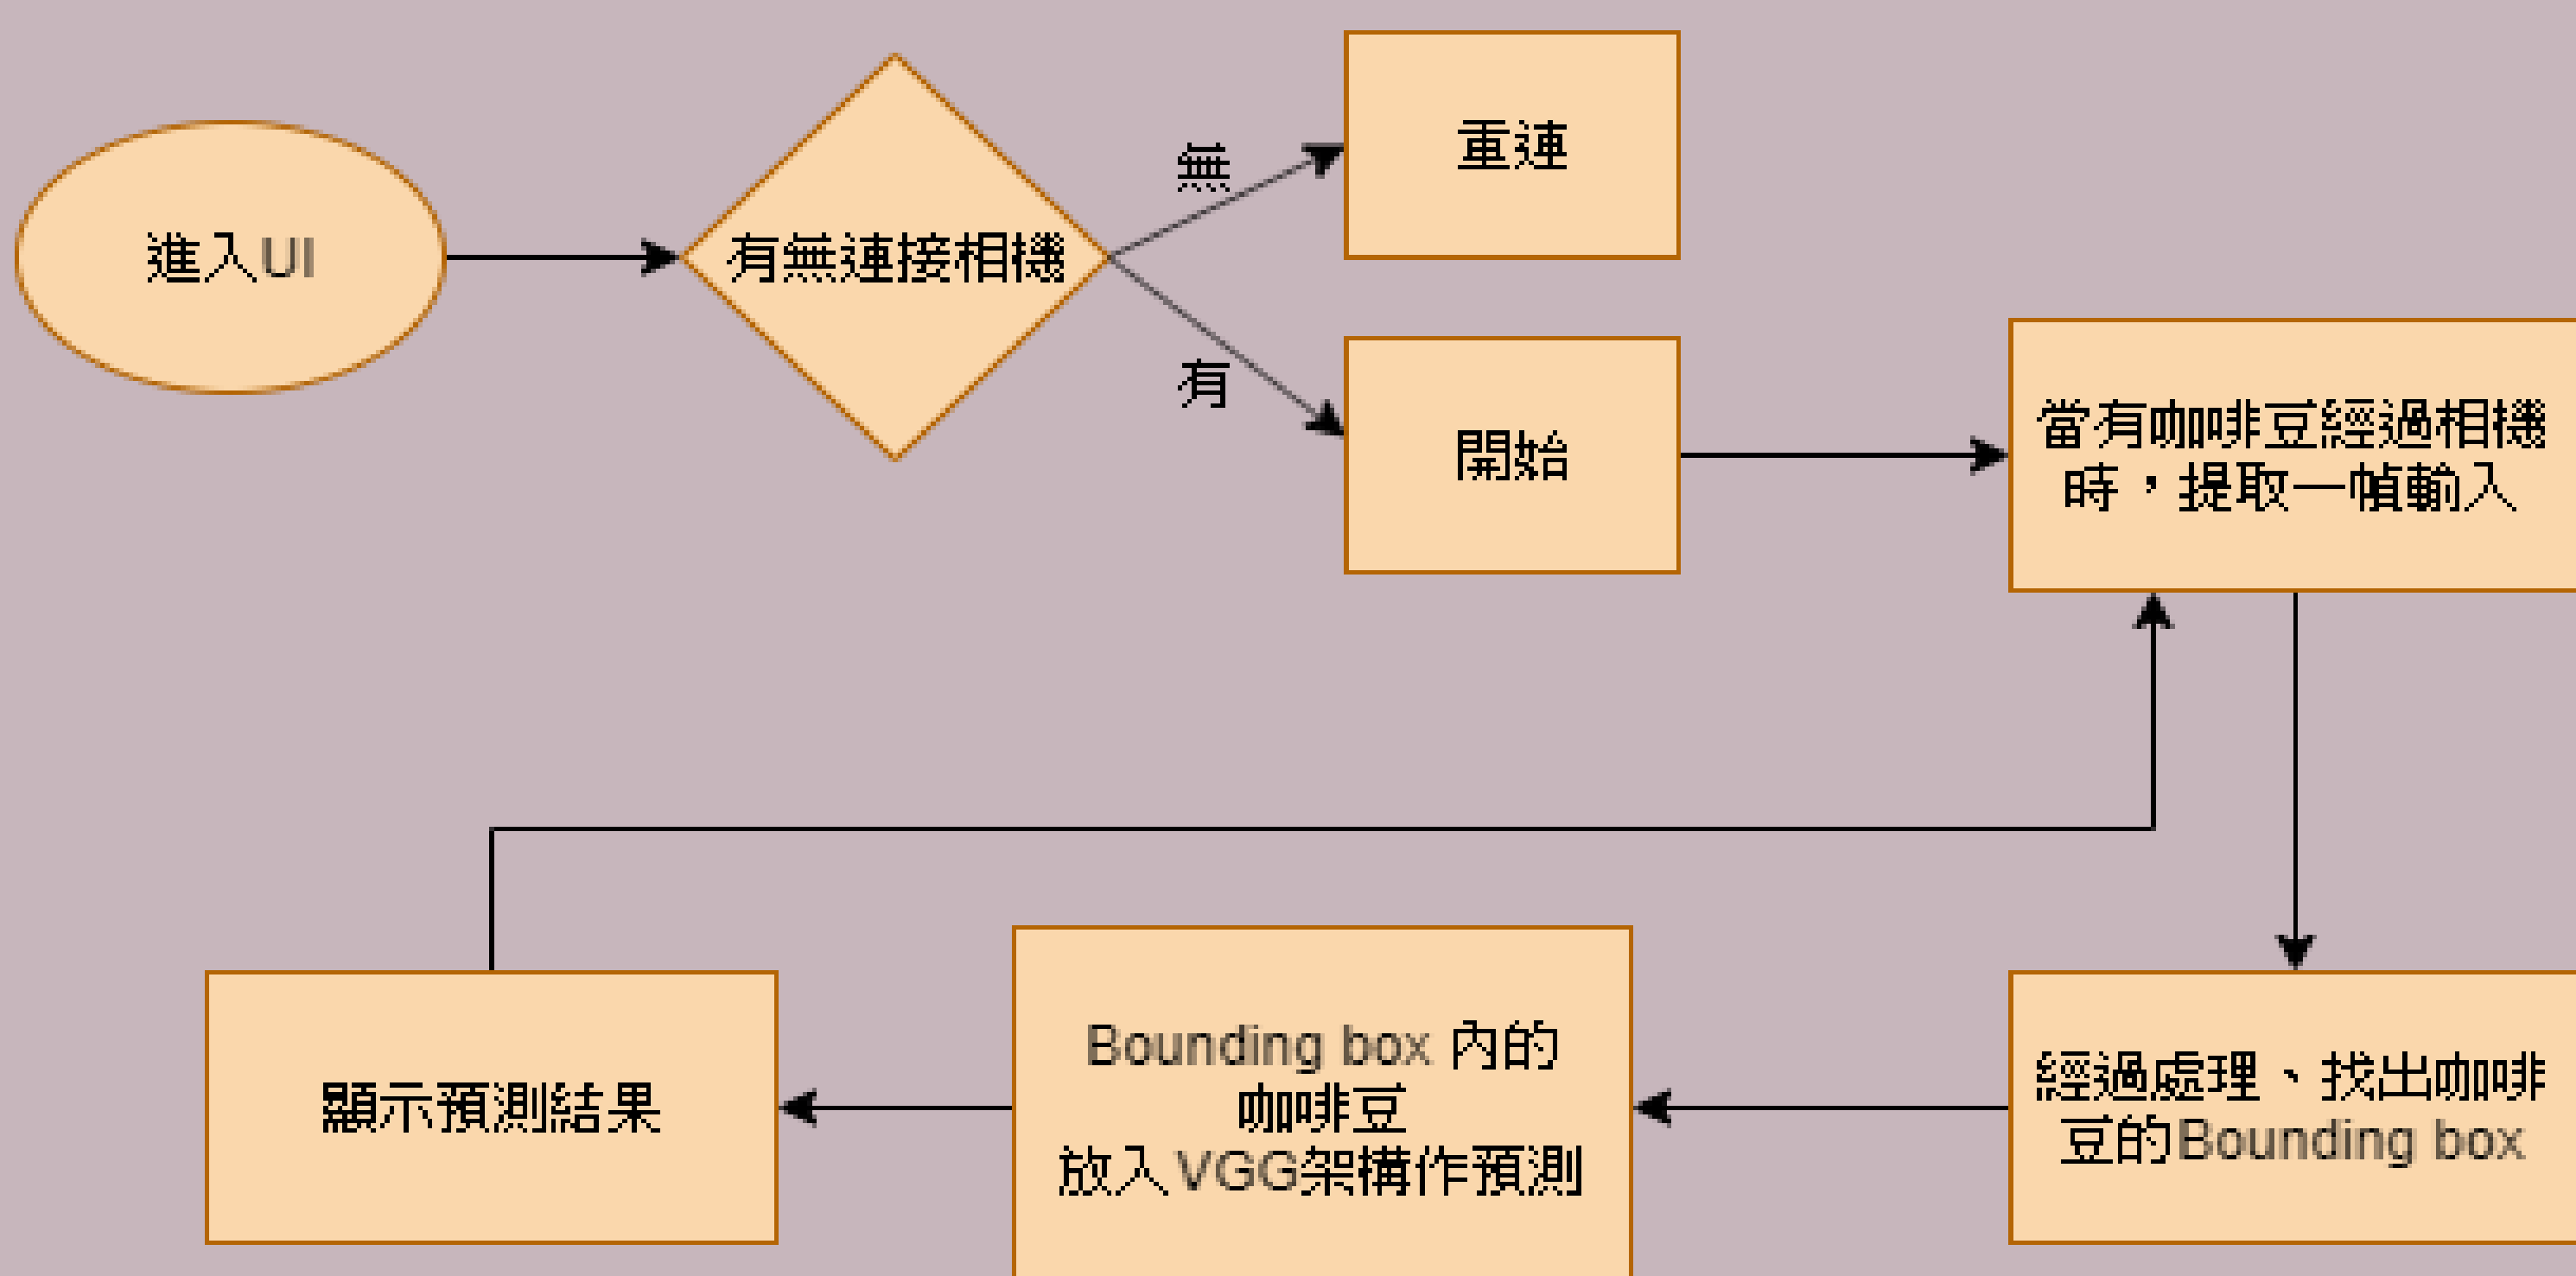 進入UI
有無連接相機
無
重連
有
開始
當有咖啡豆經過相機
時，提取一幀輸入
經過處理、找出咖啡
豆的Bounding box
Bounding box 內的
咖啡豆
放入VGG架構作預測
顯示預測結果